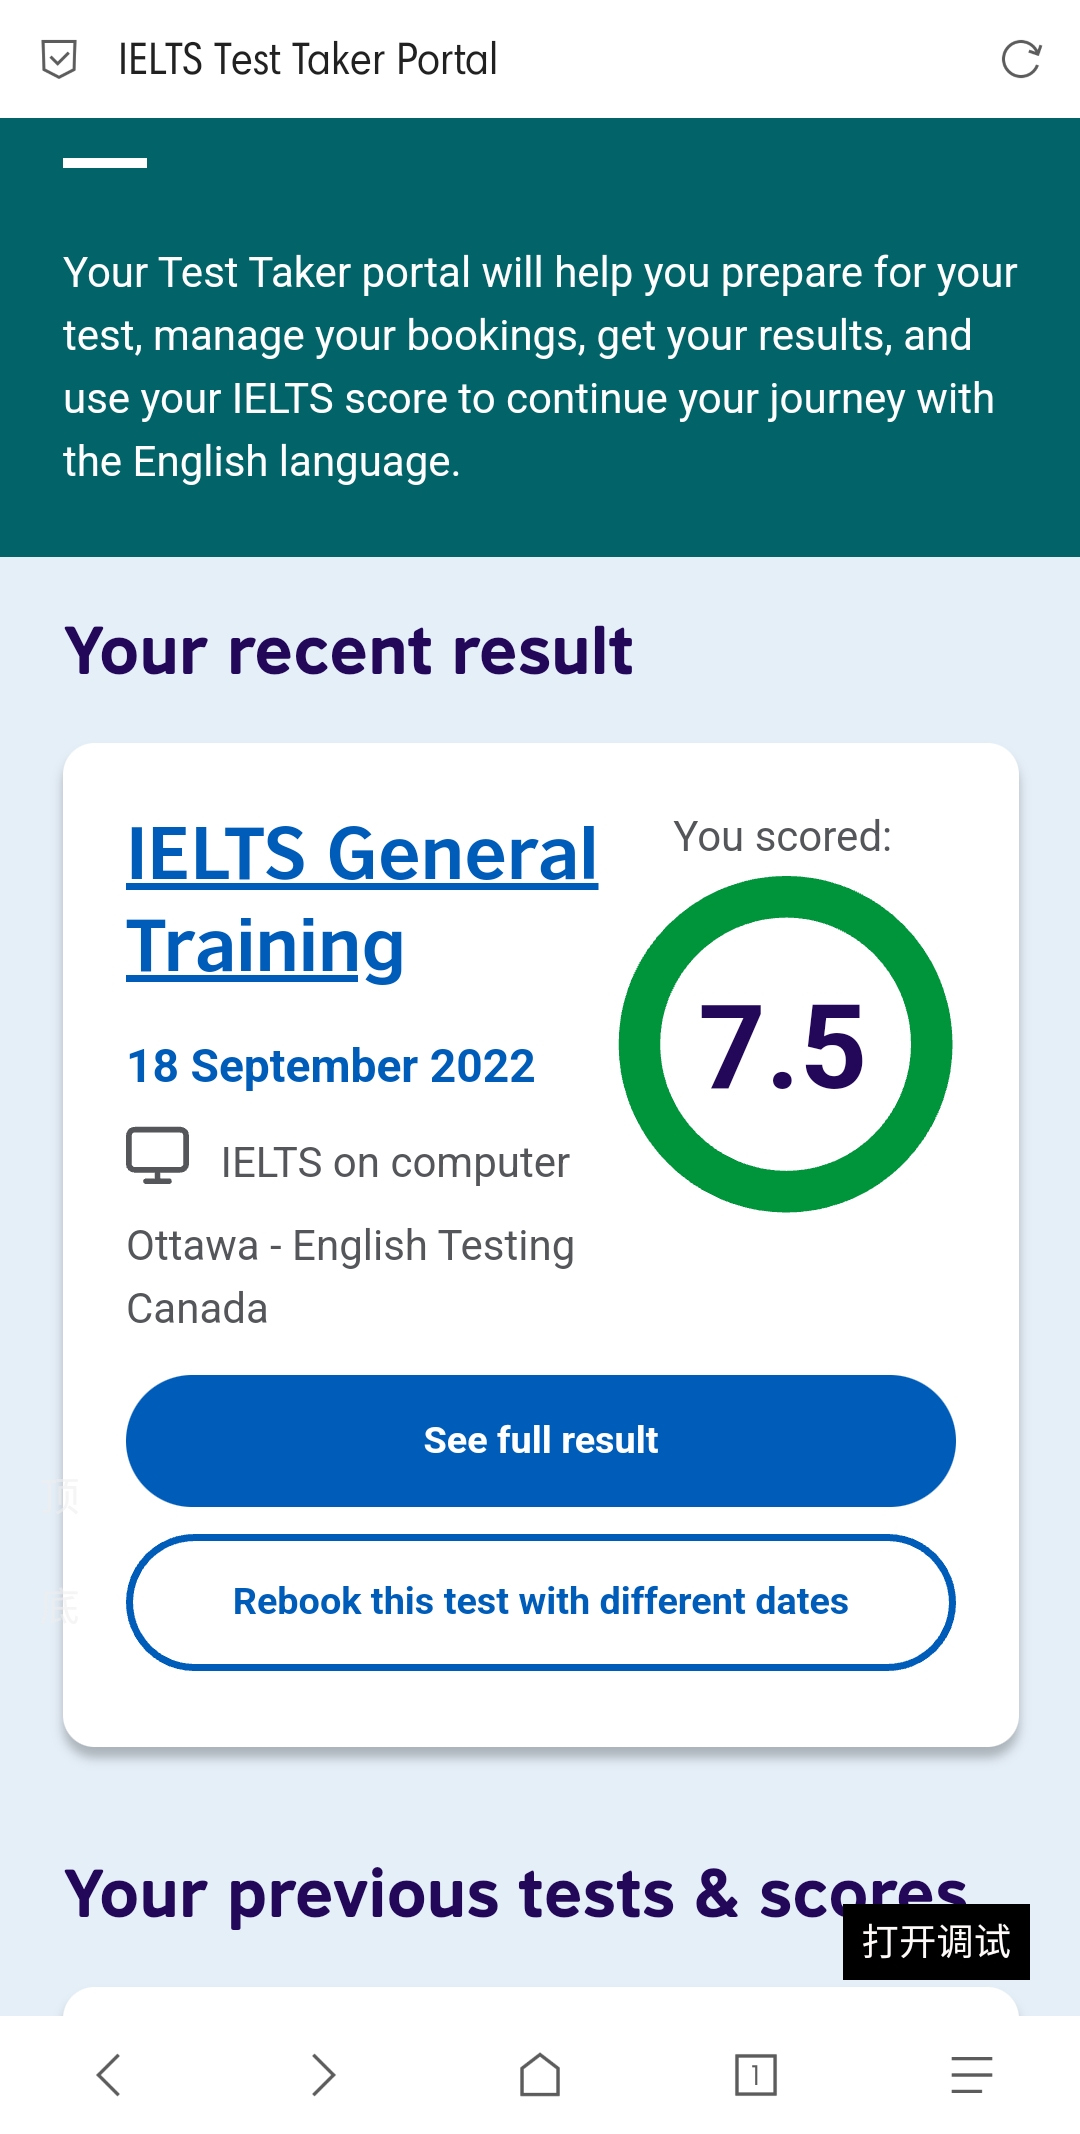 IELTS Test Taker Portal
Your Test Taker portal will help you prepare for your
test, manage your bookings, get your results, and
use your IELTS score to continue your journey with
the English language.
Your recent result
IELTS General
Training
18 September 2022
IELTS on computer
Ottawa - English Testing
Canada
You scored:
7.5
See full result
顶
Rebook this test with different dates
Your previous tests & scores
打开调试
1